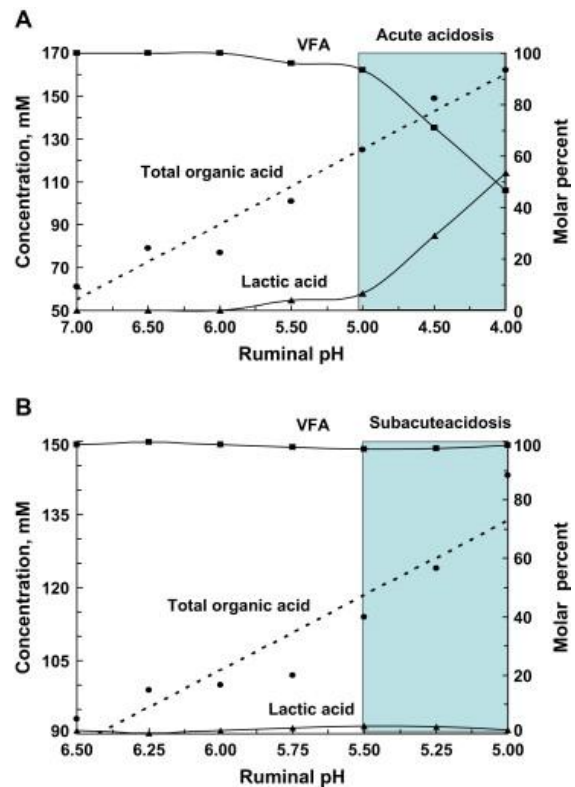 A
VFA
Acute acidosis
170
150
130
110
90
70
50
Concentration, mM
100
80
60
40
20
0
Molar percent
Total organic acid
Lactic acid
7.00 6.50 6.00 5.50 5.00 4.50 4.00
Ruminal pH
B
VFA
Subacuteacidosis
150
135
120
105
90
Concentration, mM
100
80
60
40
20
0
Molar percent
Total organic acid
Lactic acid
6.50 6.25 6.00 5.75 5.50 5.25 5.00
Ruminal pH